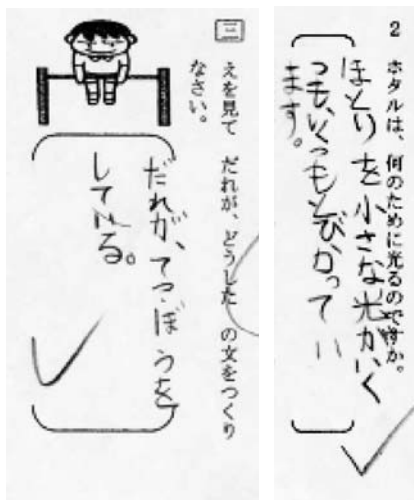 2 ホタルは、何のために光るのですか。
ほとりを小さな光がいく
つも、いくつもとびかってい
ます。
三 えを見て だれが、どうした の文をつくり
なさい。
だれが、てつぼうを
している。